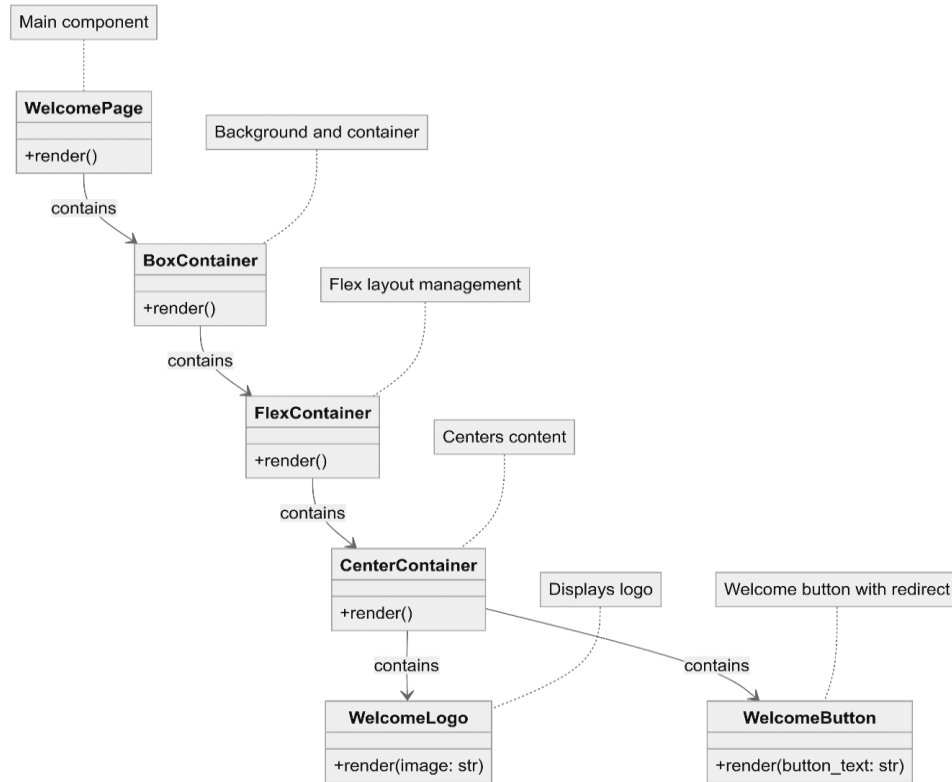 Main component
WelcomePage
+render()
Background and container
contains
BoxContainer
+render()
Flex layout management
contains
FlexContainer
+render()
Centers content
contains
CenterContainer
+render()
Displays logo
Welcome button with redirect
contains
contains
WelcomeLogo
+render(image: str)
WelcomeButton
+render(button_text: str)